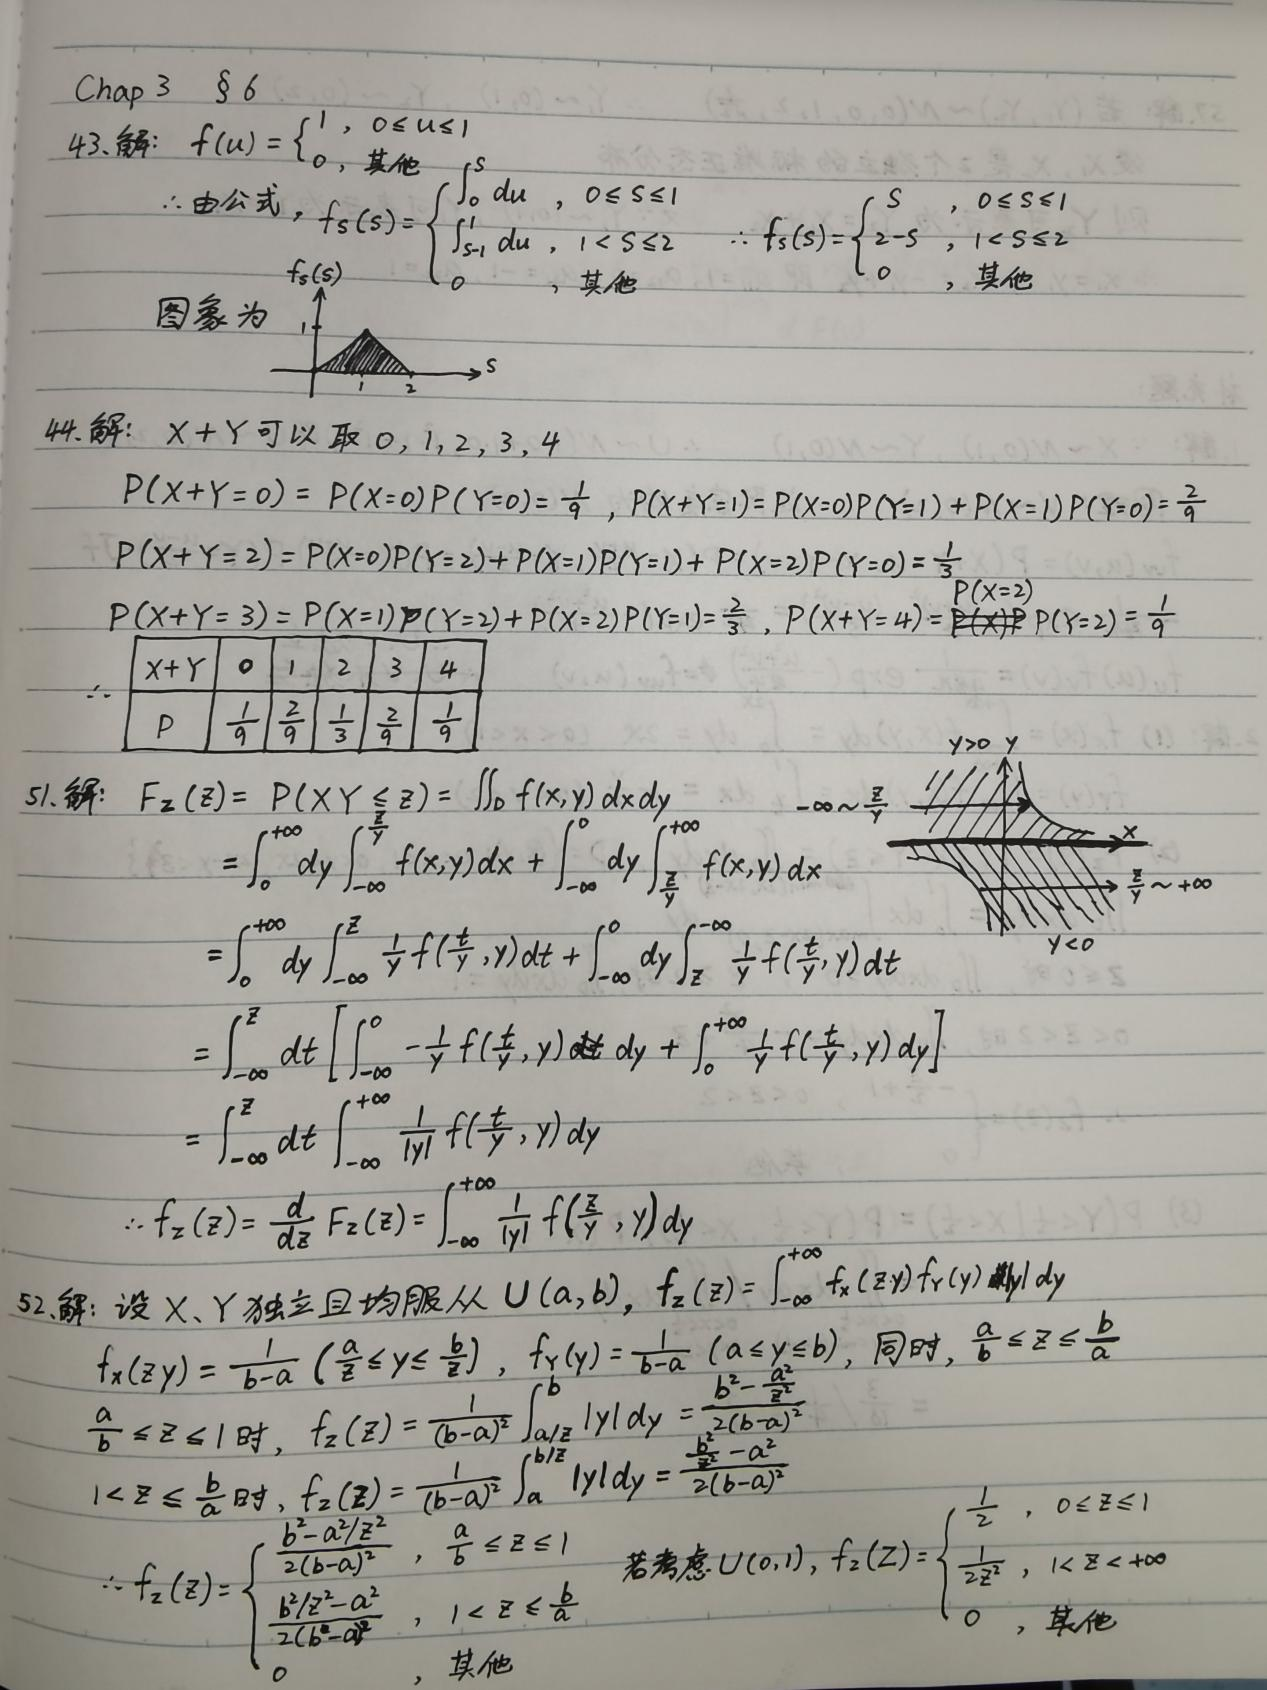 Chap 3 §6
43.解: f(u) = { 1 , 0≤u≤1
0 , 其他
∴ 由公式, fs(s) = { ∫_0^s du , 0≤s≤1
∫_{s-1}^1 du , 1<s≤2
0 , 其他
∴ fs(s) = { s , 0≤s≤1
2-s , 1<s≤2
0 , 其他
图象为
fs(s)
1
1 2 s
44.解: X+Y可以取 0, 1, 2, 3, 4
P(X+Y=0) = P(X=0)P(Y=0) = 1/9 , P(X+Y=1) = P(X=0)P(Y=1) + P(X=1)P(Y=0) = 2/9
P(X+Y=2) = P(X=0)P(Y=2) + P(X=1)P(Y=1) + P(X=2)P(Y=0) = 1/3
P(X+Y=3) = P(X=1)P(Y=2) + P(X=2)P(Y=1) = 2/3 , P(X+Y=4) = P(X=2) P(Y=2) = 1/9
∴ X+Y 0 1 2 3 4
P 1/9 2/9 1/3 2/9 1/9
51.解: F_Z(z) = P(XY≤z) = ∬_D f(x,y) dxdy
= ∫_0^{+∞} dy ∫_{-∞}^{z/y} f(x,y)dx + ∫_{-∞}^0 dy ∫_{z/y}^{+∞} f(x,y)dx
y>0 y
-∞ ~ z/y
x
z/y ~ +∞
y<0
= ∫_0^{+∞} dy ∫_{-∞}^z 1/y f(t/y, y)dt + ∫_{-∞}^0 dy ∫_z^{-∞} 1/y f(t/y, y)dt
= ∫_{-∞}^z dt [ ∫_{-∞}^0 -1/y f(t/y, y) dy + ∫_0^{+∞} 1/y f(t/y, y)dy ]
= ∫_{-∞}^z dt ∫_{-∞}^{+∞} 1/|y| f(t/y, y)dy
∴ f_Z(z) = d/dz F_Z(z) = ∫_{-∞}^{+∞} 1/|y| f(z/y, y)dy
52.解: 设 X、Y 独立且均服从 U(a,b), f_Z(z) = ∫_{-∞}^{+∞} f_X(zy) f_Y(y) |y| dy
f_X(zy) = 1/(b-a) (a/z ≤ y ≤ b/z), f_Y(y) = 1/(b-a) (a≤y≤b), 同时, a/b ≤ z ≤ b/a
a/b ≤ z ≤ 1时, f_Z(z) = 1/(b-a)² ∫_{a/z}^b |y|dy = (b² - a²/z²)/(2(b-a)²)
1 < z ≤ b/a 时, f_Z(z) = 1/(b-a)² ∫_a^{b/z} |y|dy = (b²/z² - a²)/(2(b-a)²)
∴ f_Z(z) = { (b²-a²/z²)/(2(b-a)²) , a/b ≤ z ≤ 1
(b²/z²-a²)/(2(b-a)²) , 1 < z ≤ b/a
0 , 其他
若考虑U(0,1), f_Z(z) = { 1/2 , 0≤z≤1
1/(2z²) , 1<z<+∞
0 , 其他